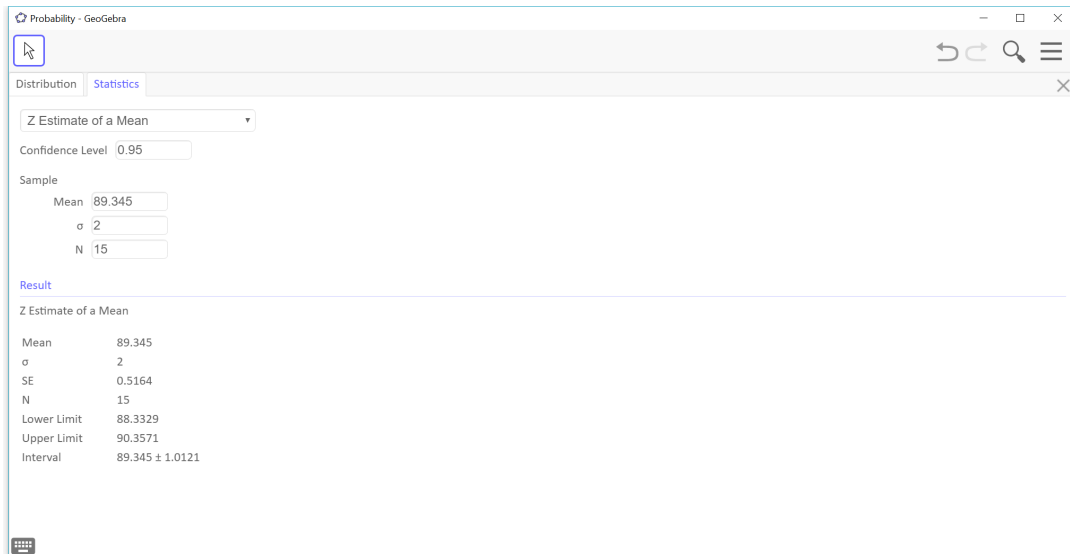 Probability - GeoGebra
Distribution Statistics
Z Estimate of a Mean
Confidence Level 0.95
Sample
Mean 89.345
σ 2
N 15
Result
Z Estimate of a Mean
Mean 89.345
σ 2
SE 0.5164
N 15
Lower Limit 88.3329
Upper Limit 90.3571
Interval 89.345 ± 1.0121